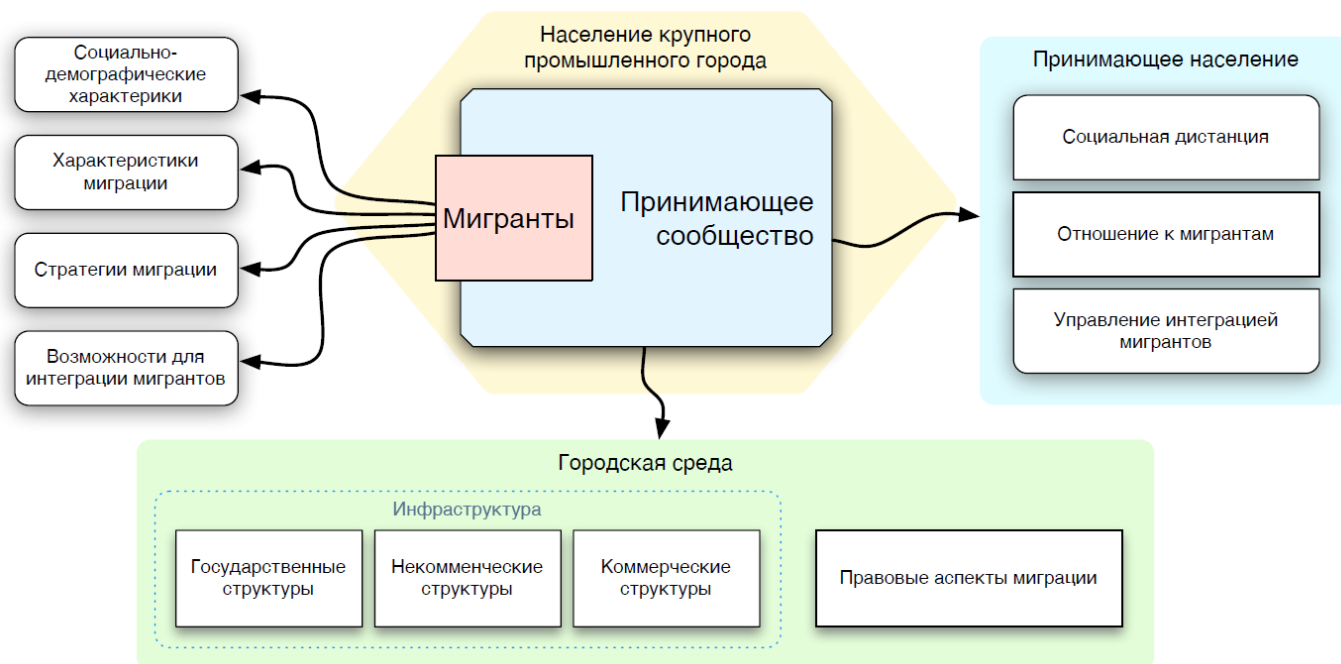 Социально-
демографические
характерики
Характеристики
миграции
Стратегии миграции
Возможности для
интеграции мигрантов
Население крупного
промышленного города
Мигранты
Принимающее
сообщество
Принимающее население
Социальная дистанция
Отношение к мигрантам
Управление интеграцией
мигрантов
Городская среда
Инфраструктура
Государственные
структуры
Некомменческие
структуры
Коммерческие
структуры
Правовые аспекты миграции